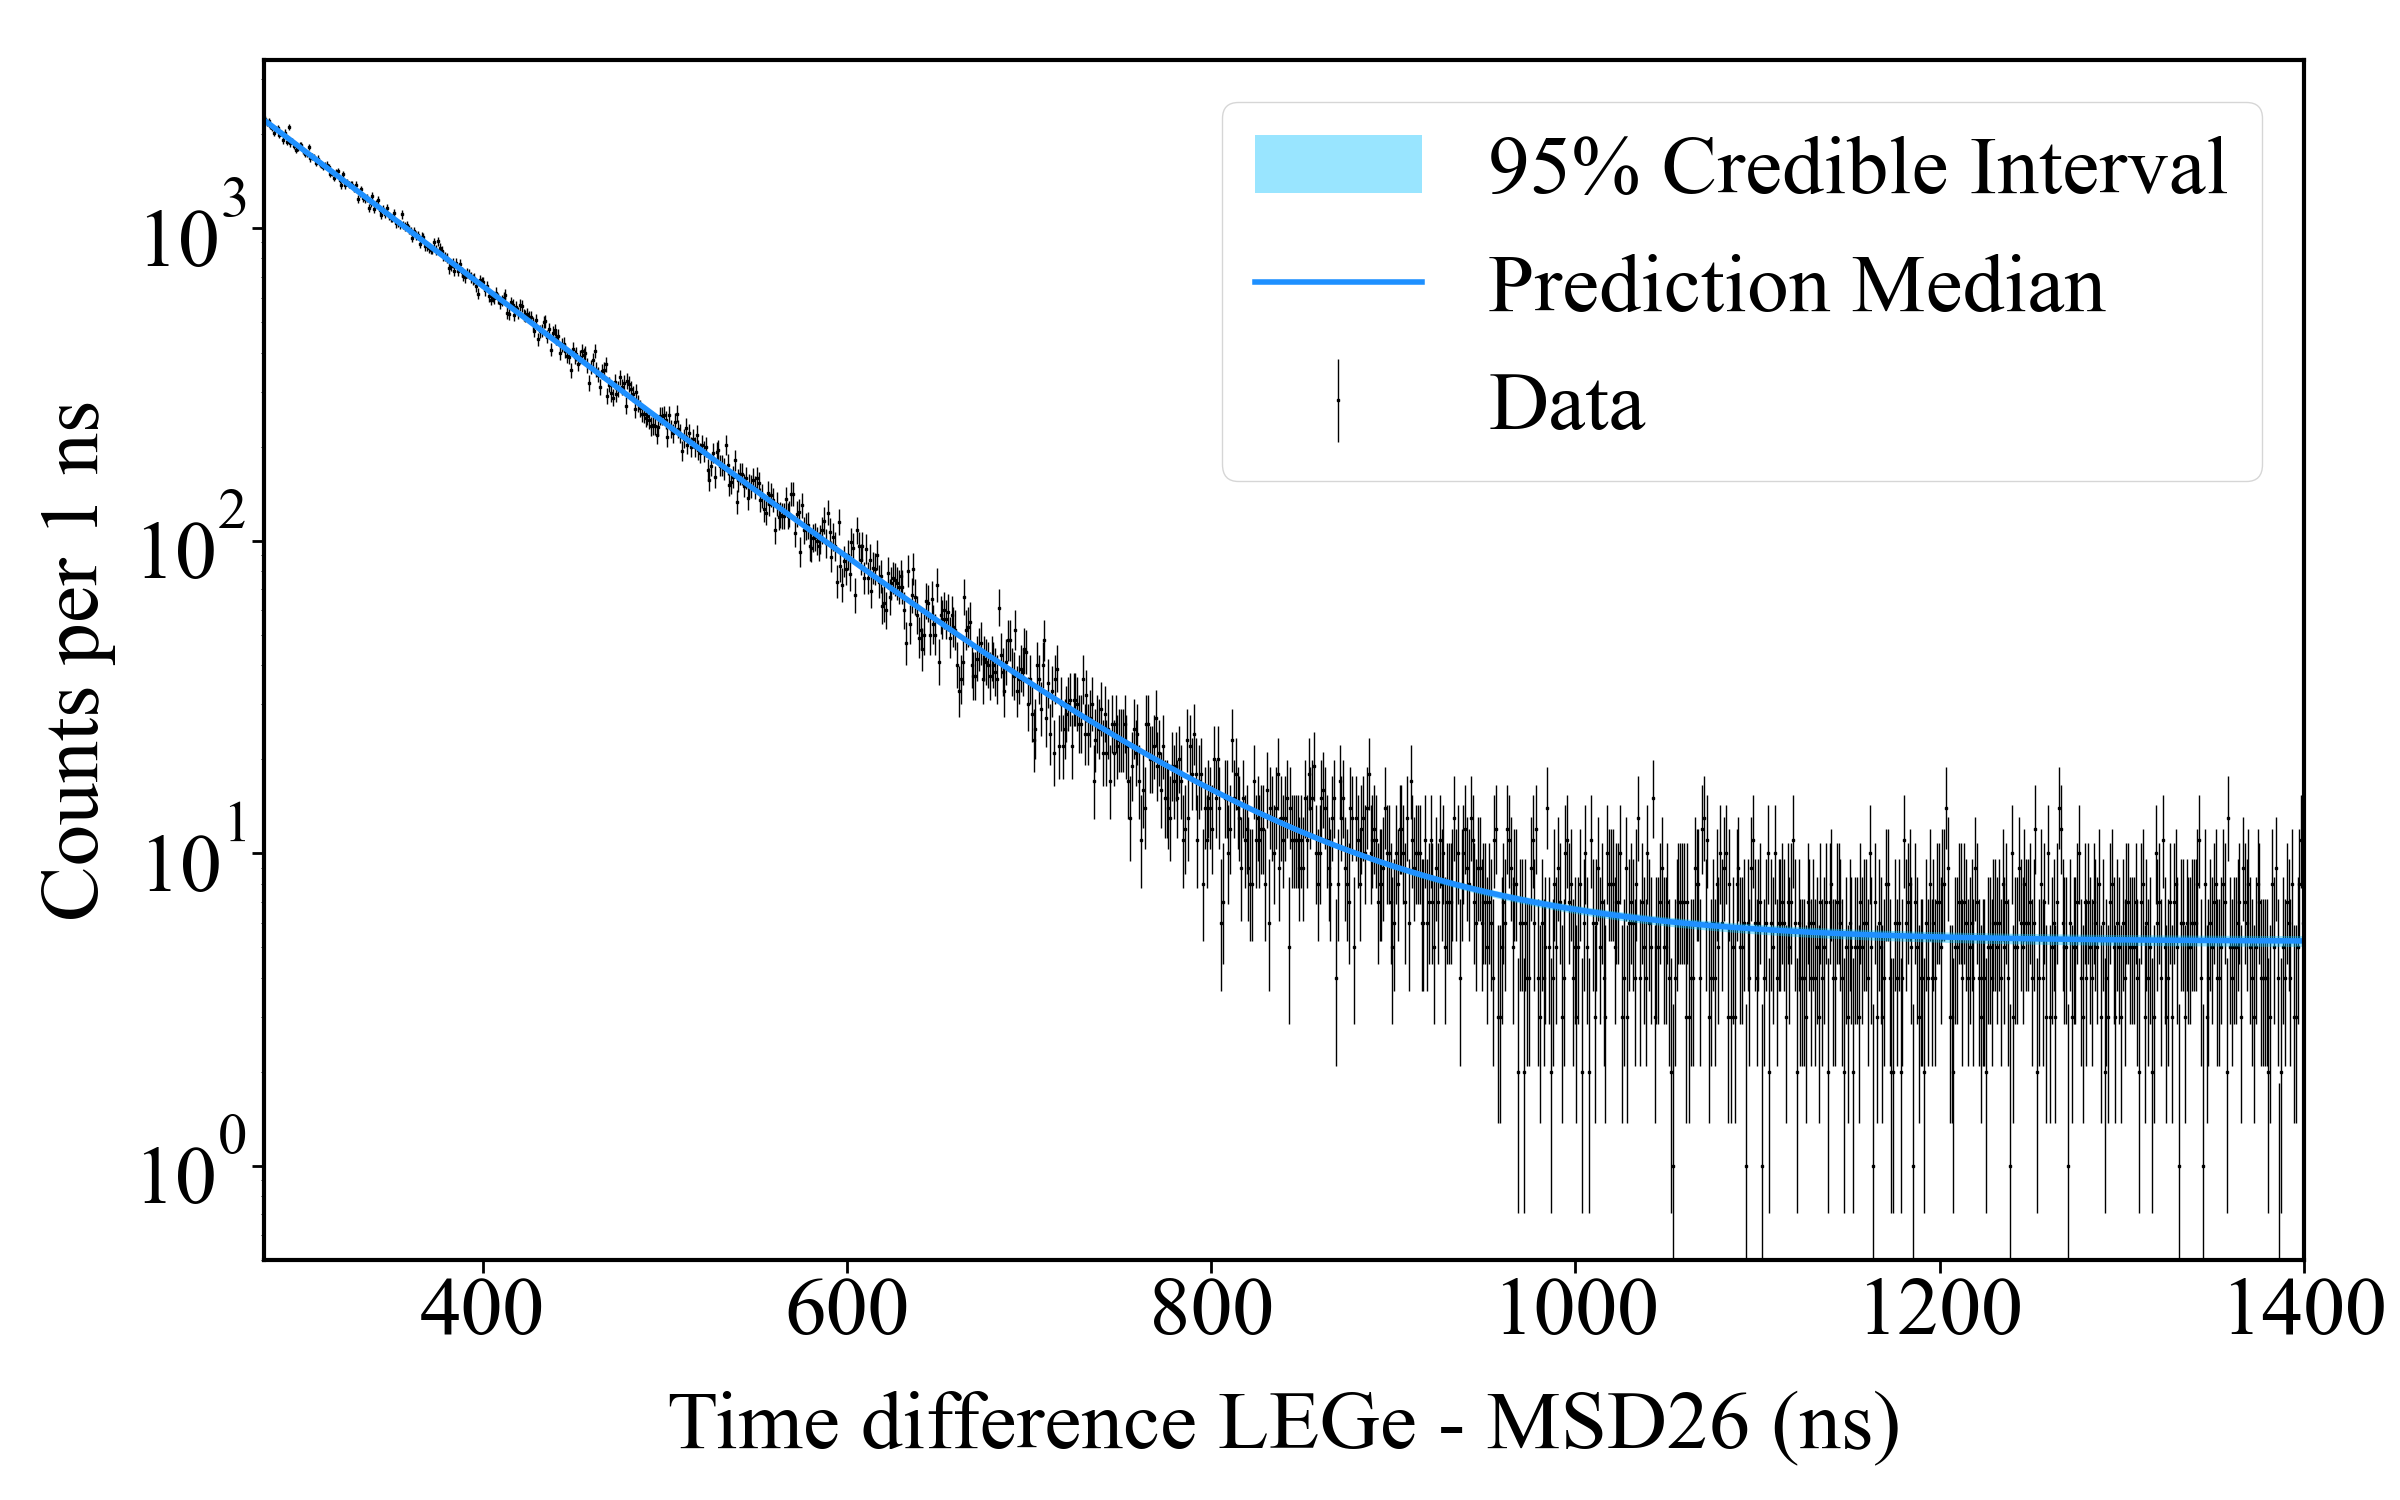 95% Credible Interval
Prediction Median
Data
Counts per 1 ns
10^3
10^2
10^1
10^0
400 600 800 1000 1200 1400
Time difference LEGe - MSD26 (ns)